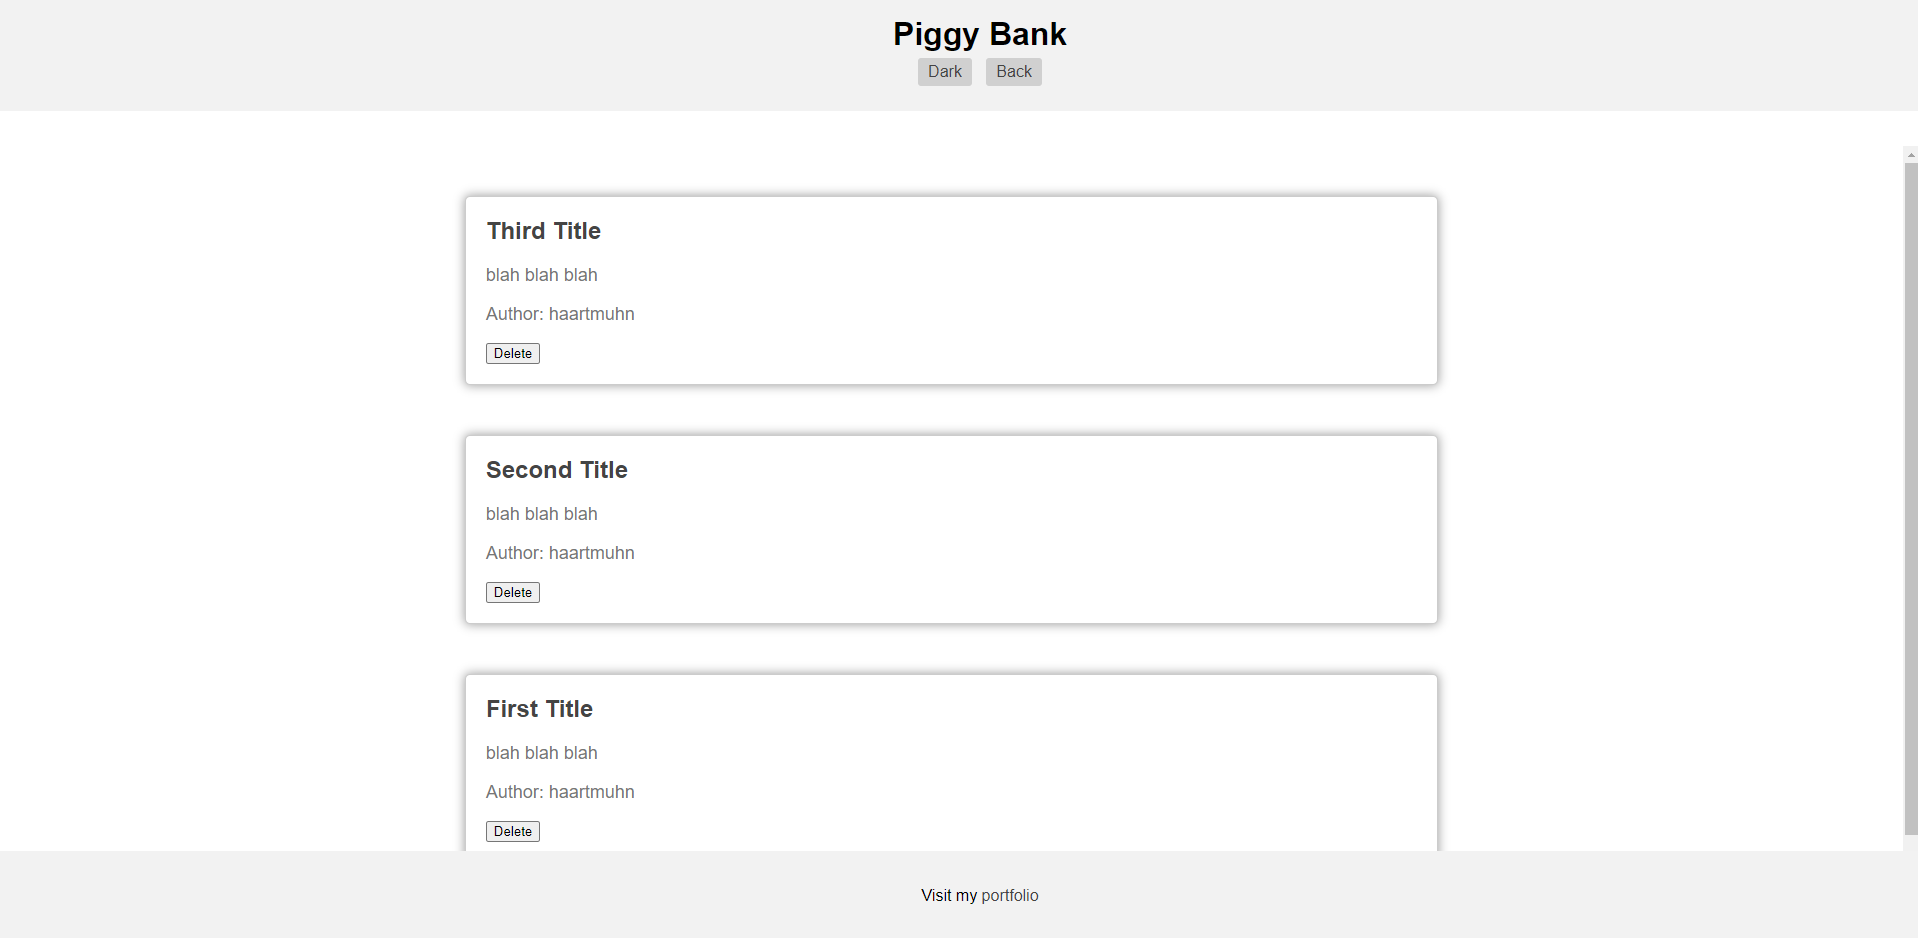 Piggy Bank
Dark Back
Third Title
blah blah blah
Author: haartmuhn
Delete
Second Title
blah blah blah
Author: haartmuhn
Delete
First Title
blah blah blah
Author: haartmuhn
Delete
Visit my portfolio